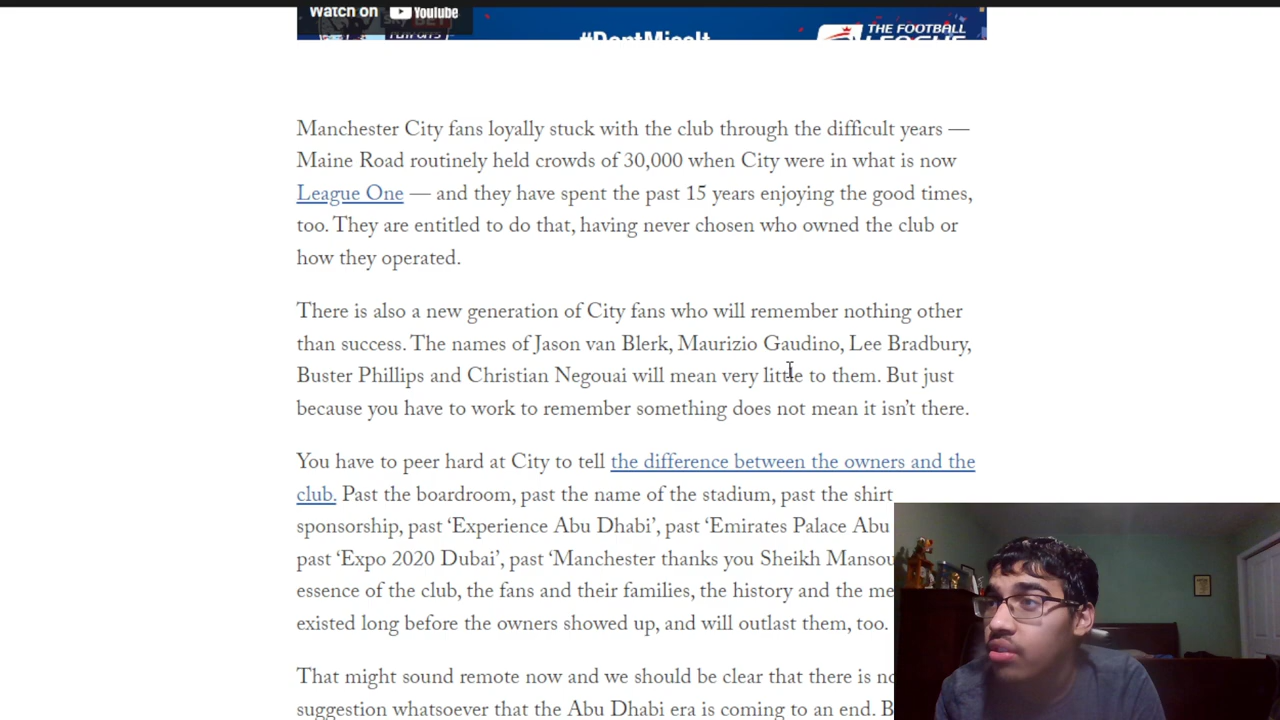 Watch on YouTube
#DontMissIt
THE FOOTBALL
LEAGUE
Manchester City fans loyally stuck with the club through the difficult years —
Maine Road routinely held crowds of 30,000 when City were in what is now
League One — and they have spent the past 15 years enjoying the good times,
too. They are entitled to do that, having never chosen who owned the club or
how they operated.
There is also a new generation of City fans who will remember nothing other
than success. The names of Jason van Blerk, Maurizio Gaudino, Lee Bradbury,
Buster Phillips and Christian Negouai will mean very little to them. But just
because you have to work to remember something does not mean it isn’t there.
You have to peer hard at City to tell the difference between the owners and the
club. Past the boardroom, past the name of the stadium, past the shirt
sponsorship, past ‘Experience Abu Dhabi’, past ‘Emirates Palace Abu
past ‘Expo 2020 Dubai’, past ‘Manchester thanks you Sheikh Mansou
essence of the club, the fans and their families, the history and the me
existed long before the owners showed up, and will outlast them, too.
That might sound remote now and we should be clear that there is no
suggestion whatsoever that the Abu Dhabi era is coming to an end. B